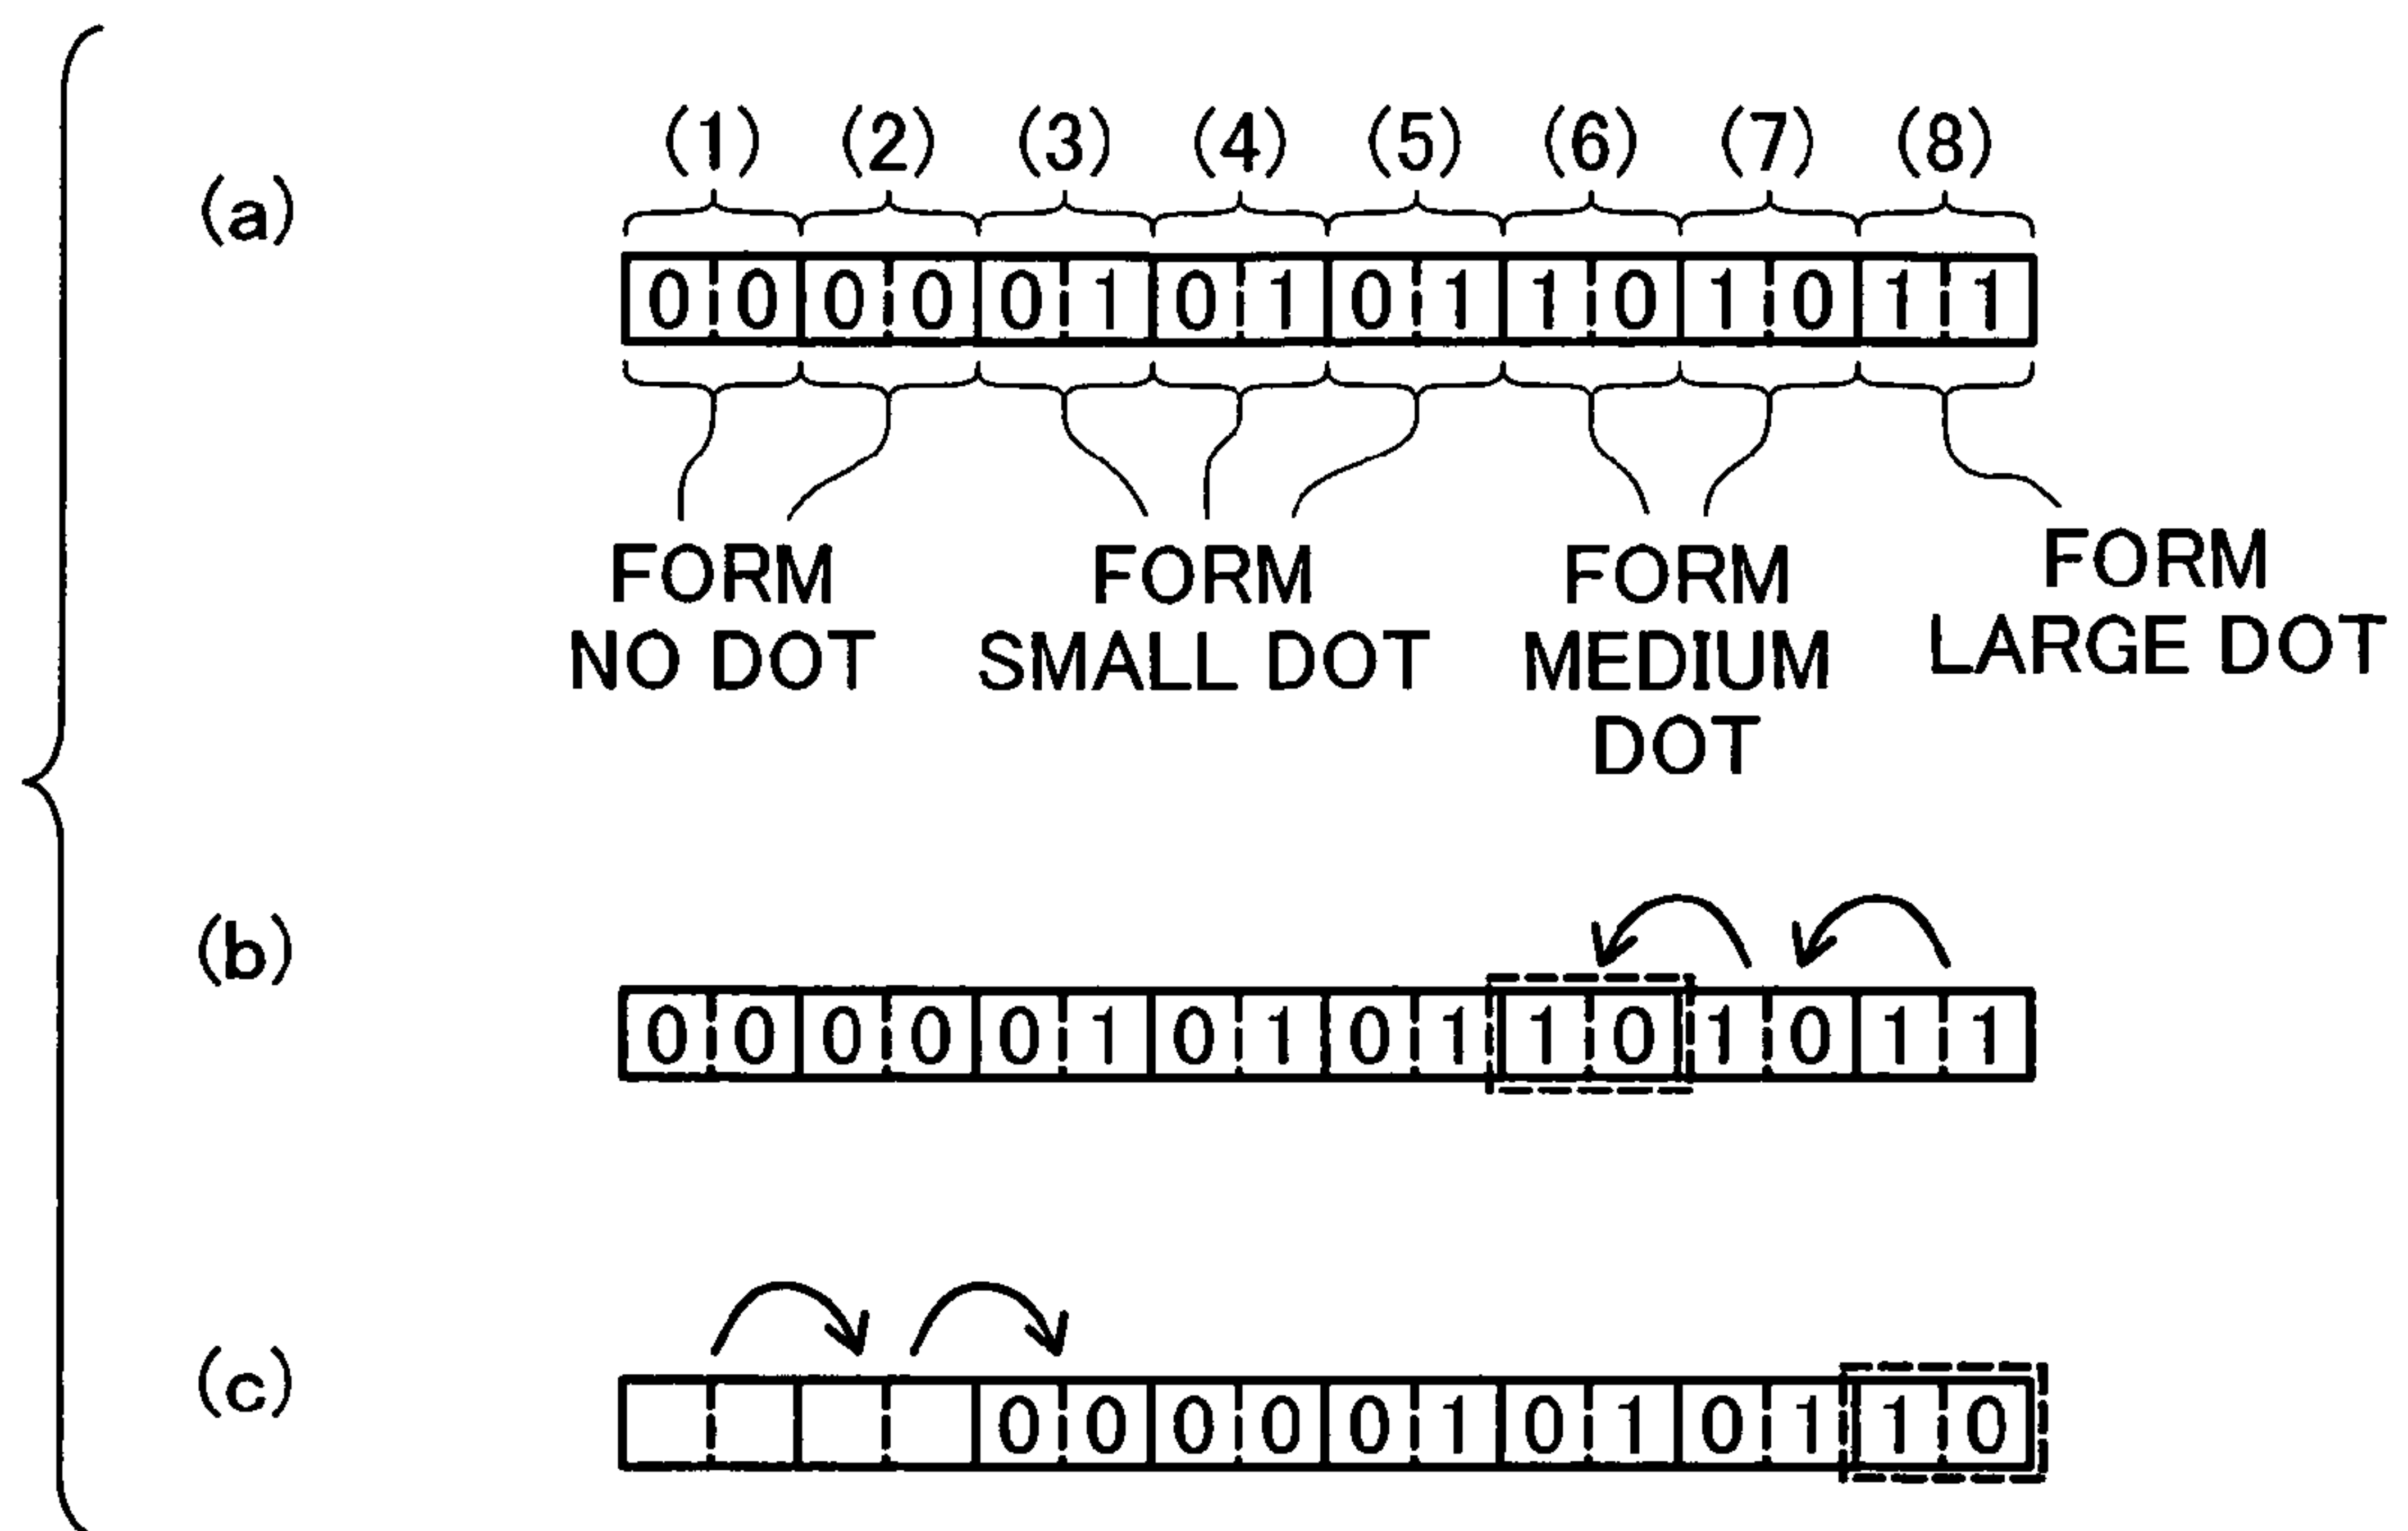 (1) (2) (3) (4) (5) (6) (7) (8)
(a)
0 0 0 0 0 1 0 1 0 1 1 0 1 0 1 1
FORM NO DOT
FORM SMALL DOT
FORM MEDIUM DOT
FORM LARGE DOT
(b)
0 0 0 0 0 1 0 1 0 1 1 0 1 0 1 1
(c)
0 0 0 0 0 1 0 1 0 1 1 0